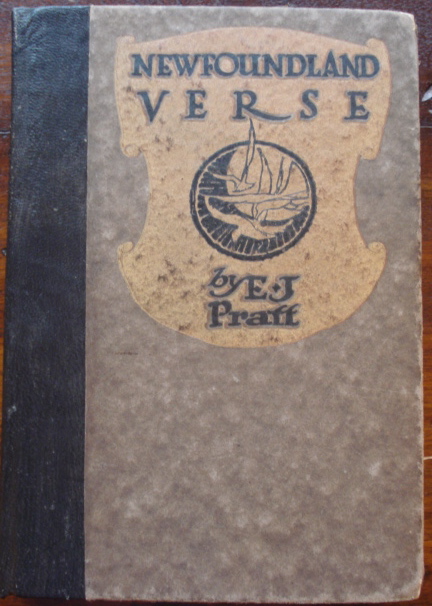 NEWFOUNDLAND
VERSE
by E·J
Pratt